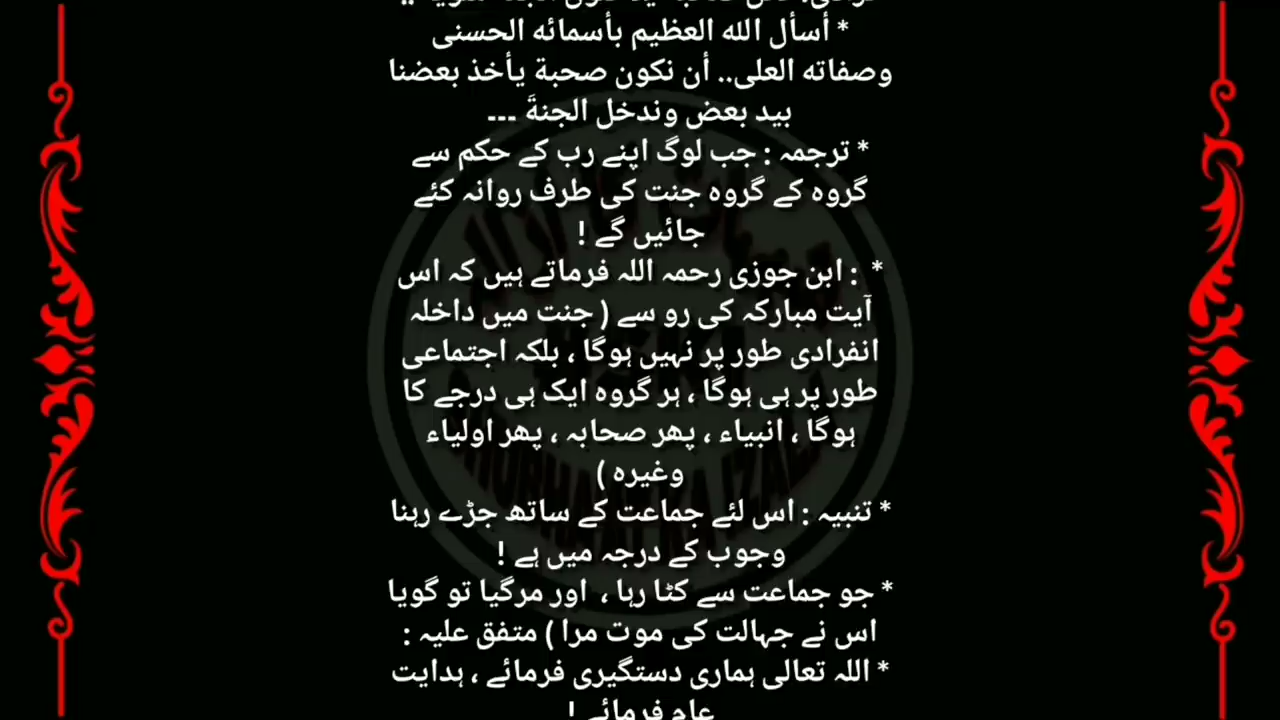 * أسأل الله العظيم بأسمائه الحسنى
وصفاته العلى.. أن نكون صحبة يأخذ بعضنا
بيد بعض وندخل الجنةَ ...
* ترجمہ : جب لوگ اپنے رب کے حکم سے
گروہ کے گروہ جنت کی طرف روانہ کئے
جائیں گے !
* : ابن جوزی رحمہ اللہ فرماتے ہیں کہ اس
آیت مبارکہ کی رو سے ( جنت میں داخلہ
انفرادی طور پر نہیں ہوگا ، بلکہ اجتماعی
طور پر ہی ہوگا ، ہر گروہ ایک ہی درجے کا
ہوگا ، انبیاء ، پھر صحابہ ، پھر اولیاء
وغیرہ )
* تنبیہ : اس لئے جماعت کے ساتھ جڑے رہنا
وجوب کے درجہ میں ہے !
* جو جماعت سے کٹا رہا ، اور مرگیا تو گویا
اس نے جہالت کی موت مرا ) متفق علیہ :
* اللہ تعالی ہماری دستگیری فرمائے ، ہدایت
عام فرمائے !